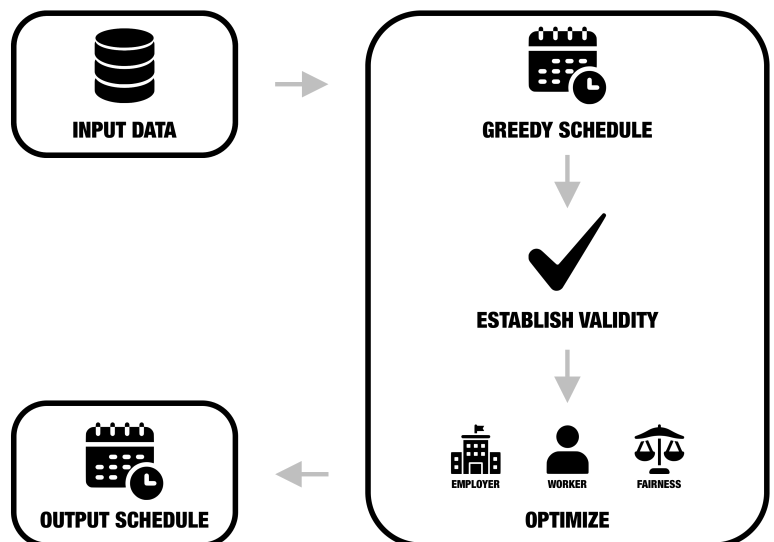 INPUT DATA
GREEDY SCHEDULE
ESTABLISH VALIDITY
EMPLOYER
WORKER
FAIRNESS
OPTIMIZE
OUTPUT SCHEDULE